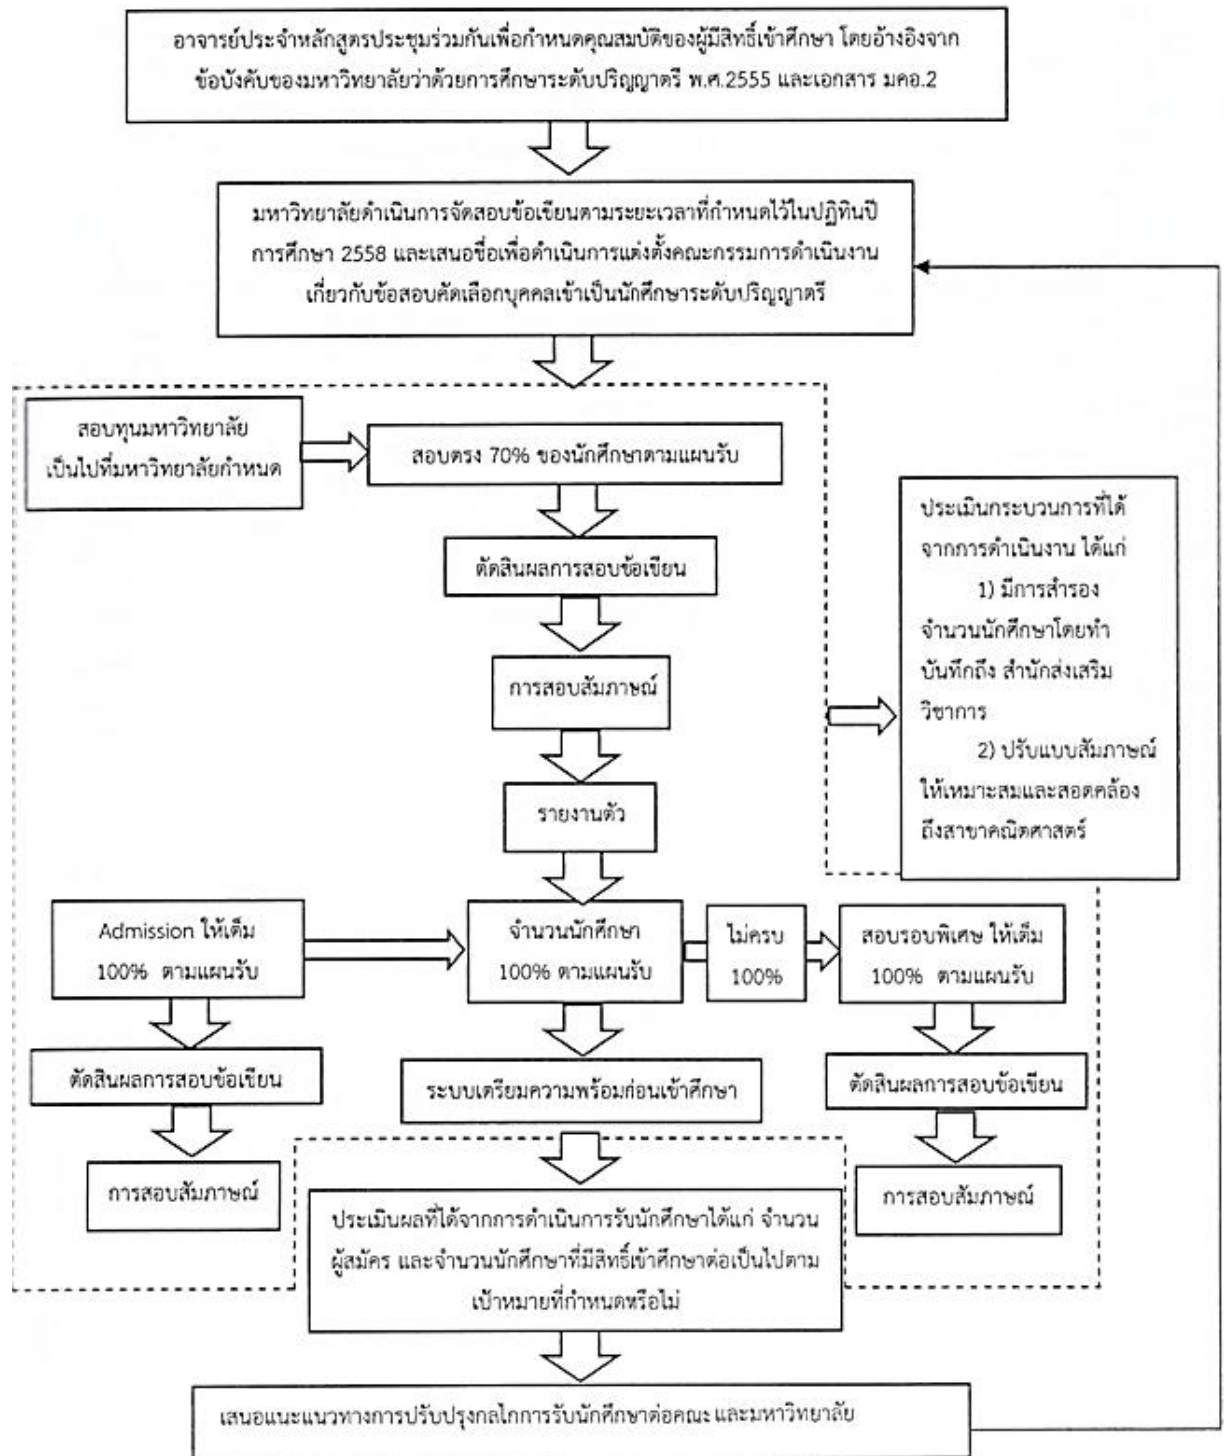 อาจารย์ประจำหลักสูตรประชุมร่วมกันเพื่อกำหนดคุณสมบัติของผู้มีสิทธิ์เข้าศึกษา โดยอ้างอิงจาก
ข้อบังคับของมหาวิทยาลัยว่าด้วยการศึกษาระดับปริญญาตรี พ.ศ.2555 และเอกสาร มคอ.2
มหาวิทยาลัยดำเนินการจัดสอบข้อเขียนตามระยะเวลาที่กำหนดไว้ในปฏิทินปี
การศึกษา 2558 และเสนอชื่อเพื่อดำเนินการแต่งตั้งคณะกรรมการดำเนินงาน
เกี่ยวกับข้อสอบคัดเลือกบุคคลเข้าเป็นนักศึกษาระดับปริญญาตรี
สอบทุนมหาวิทยาลัย
เป็นไปที่มหาวิทยาลัยกำหนด
สอบตรง 70% ของนักศึกษาตามแผนรับ
ตัดสินผลการสอบข้อเขียน
การสอบสัมภาษณ์
รายงานตัว
ประเมินกระบวนการที่ได้
จากการดำเนินงาน ได้แก่
1) มีการสำรอง
จำนวนนักศึกษาโดยทำ
บันทึกถึง สำนักส่งเสริม
วิชาการ
2) ปรับแบบสัมภาษณ์
ให้เหมาะสมและสอดคล้อง
ถึงสาขาคณิตศาสตร์
Admission ให้เต็ม
100% ตามแผนรับ
จำนวนนักศึกษา
100% ตามแผนรับ
ไม่ครบ
100%
สอบรอบพิเศษ ให้เต็ม
100% ตามแผนรับ
ตัดสินผลการสอบข้อเขียน
ระบบเตรียมความพร้อมก่อนเข้าศึกษา
ตัดสินผลการสอบข้อเขียน
การสอบสัมภาษณ์
การสอบสัมภาษณ์
ประเมินผลที่ได้จากการดำเนินการรับนักศึกษาได้แก่ จำนวน
ผู้สมัคร และจำนวนนักศึกษาที่มีสิทธิ์เข้าศึกษาต่อเป็นไปตาม
เป้าหมายที่กำหนดหรือไม่
เสนอแนะแนวทางการปรับปรุงกลไกการรับนักศึกษาต่อคณะและมหาวิทยาลัย